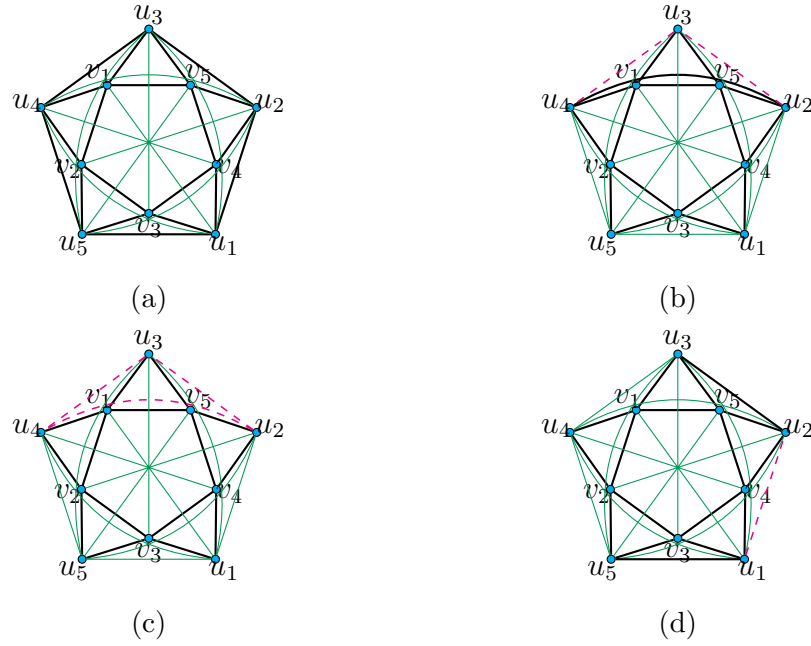 u₃
v₁ v₅
u₄ u₂
v₂ v₄
v₃
u₅ u₁
(a)
u₃
v₁ v₅
u₄ u₂
v₂ v₄
v₃
u₅ u₁
(b)
u₃
v₁ v₅
u₄ u₂
v₂ v₄
v₃
u₅ u₁
(c)
u₃
v₁ v₅
u₄ u₂
v₂ v₄
v₃
u₅ u₁
(d)